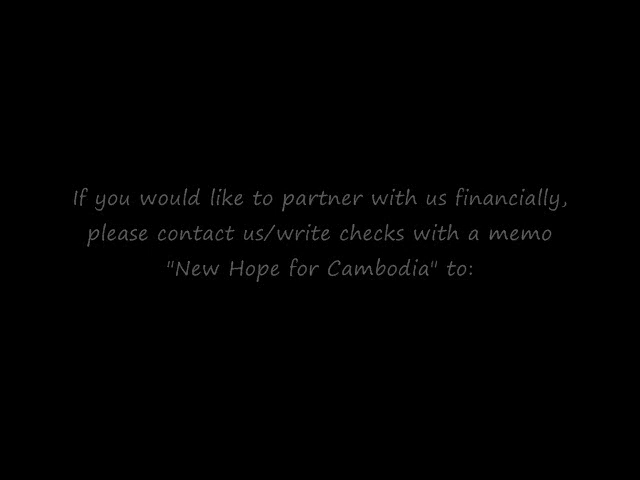 If you would like to partner with us financially,
please contact us/write checks with a memo
"New Hope for Cambodia" to: